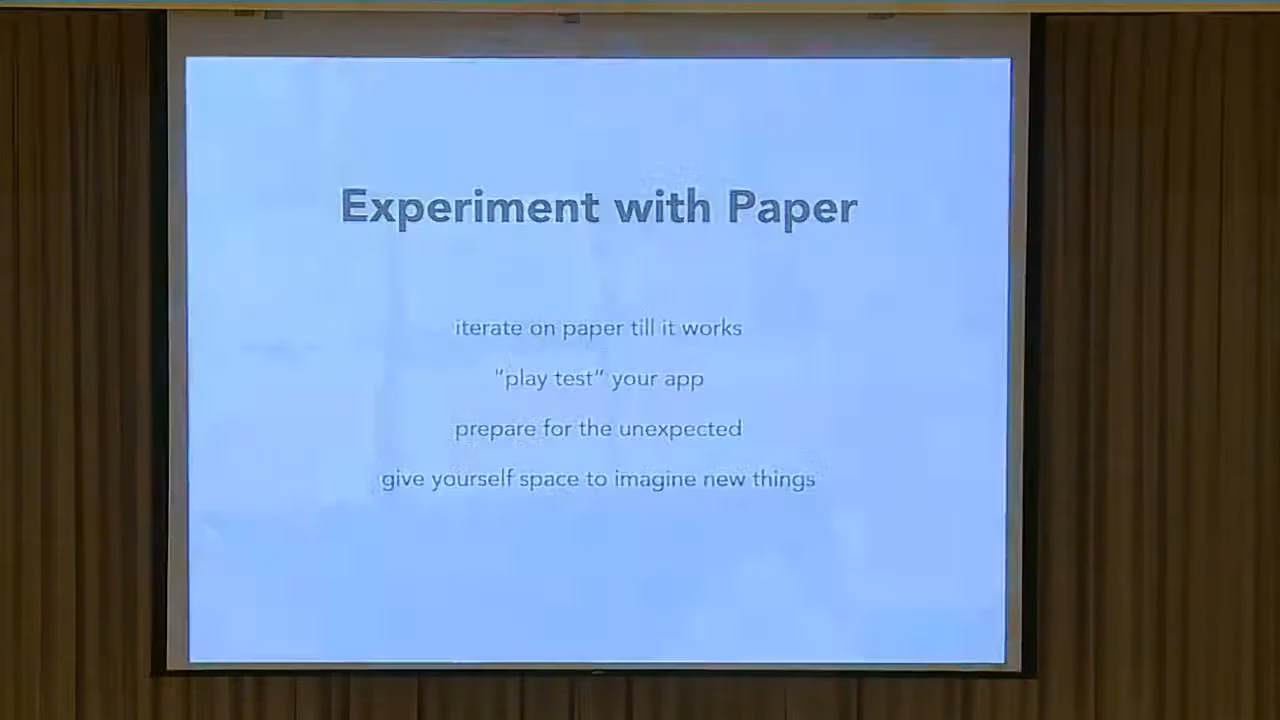 Experiment with Paper
iterate on paper till it works
"play test" your app
prepare for the unexpected
give yourself space to imagine new things